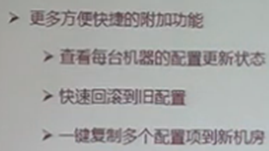 更多方便快捷的附加功能
查看每台机器的配置更新状态
快速回滚到旧配置
一键复制多个配置项到新机房